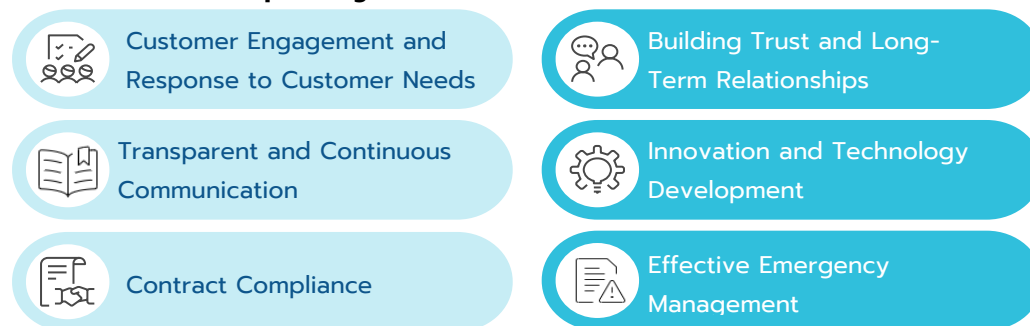 Customer Engagement and
Response to Customer Needs
Transparent and Continuous
Communication
Contract Compliance
Building Trust and Long-
Term Relationships
Innovation and Technology
Development
Effective Emergency
Management